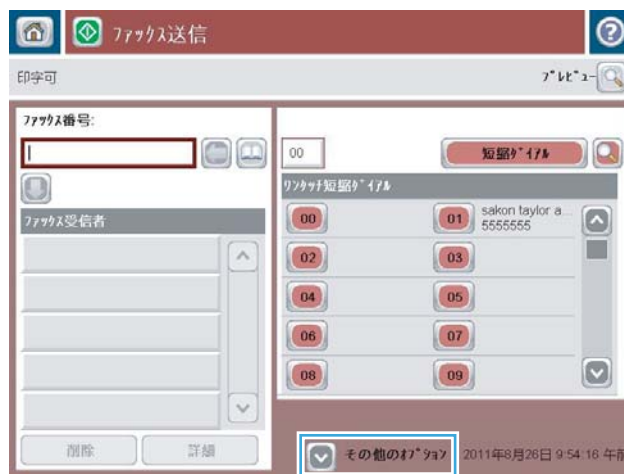 ﾌｧｯｸｽ送信
印字可
ﾌﾟﾚﾋﾞｭｰ
ﾌｧｯｸｽ番号:
00
短縮ﾀﾞｲｱﾙ
ﾜﾝﾀｯﾁ短縮ﾀﾞｲｱﾙ
ﾌｧｯｸｽ受信者
00
01 sakon taylor a...
5555555
02 03
04 05
06 07
08 09
削除 詳細
その他のｵﾌﾟｼｮﾝ
2011年8月26日 9:54:16 午前